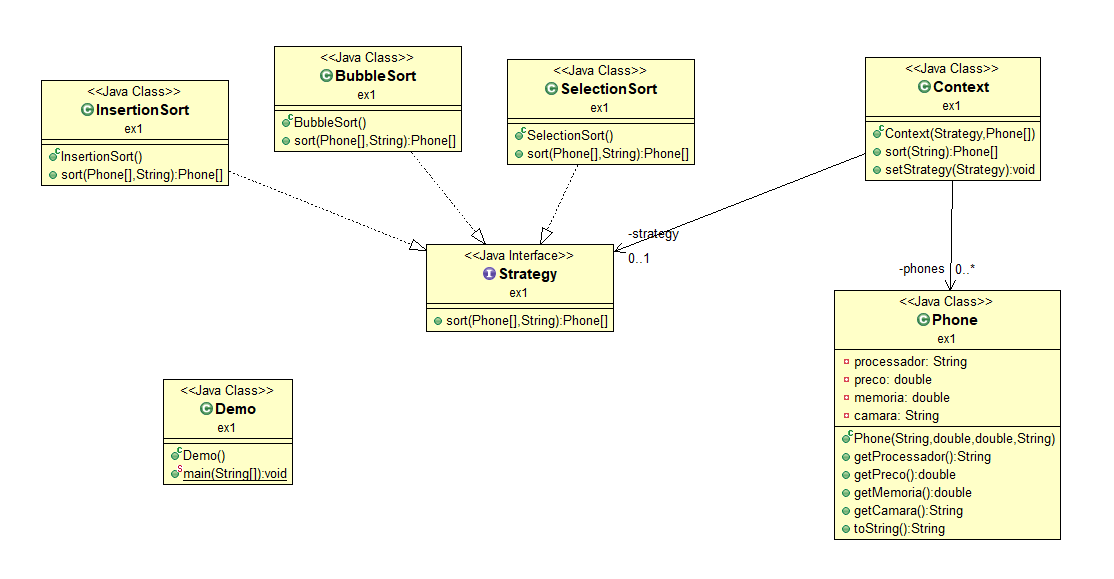 <<Java Class>>
InsertionSort
ex1
InsertionSort()
sort(Phone[],String):Phone[]
<<Java Class>>
BubbleSort
ex1
BubbleSort()
sort(Phone[],String):Phone[]
<<Java Class>>
SelectionSort
ex1
SelectionSort()
sort(Phone[],String):Phone[]
<<Java Class>>
Context
ex1
Context(Strategy,Phone[])
sort(String):Phone[]
setStrategy(Strategy):void
-strategy
0..1
<<Java Interface>>
Strategy
ex1
sort(Phone[],String):Phone[]
-phones
0..*
<<Java Class>>
Phone
ex1
processador: String
preco: double
memoria: double
camara: String
Phone(String,double,double,String)
getProcessador():String
getPreco():double
getMemoria():double
getCamara():String
toString():String
<<Java Class>>
Demo
ex1
Demo()
main(String[]):void